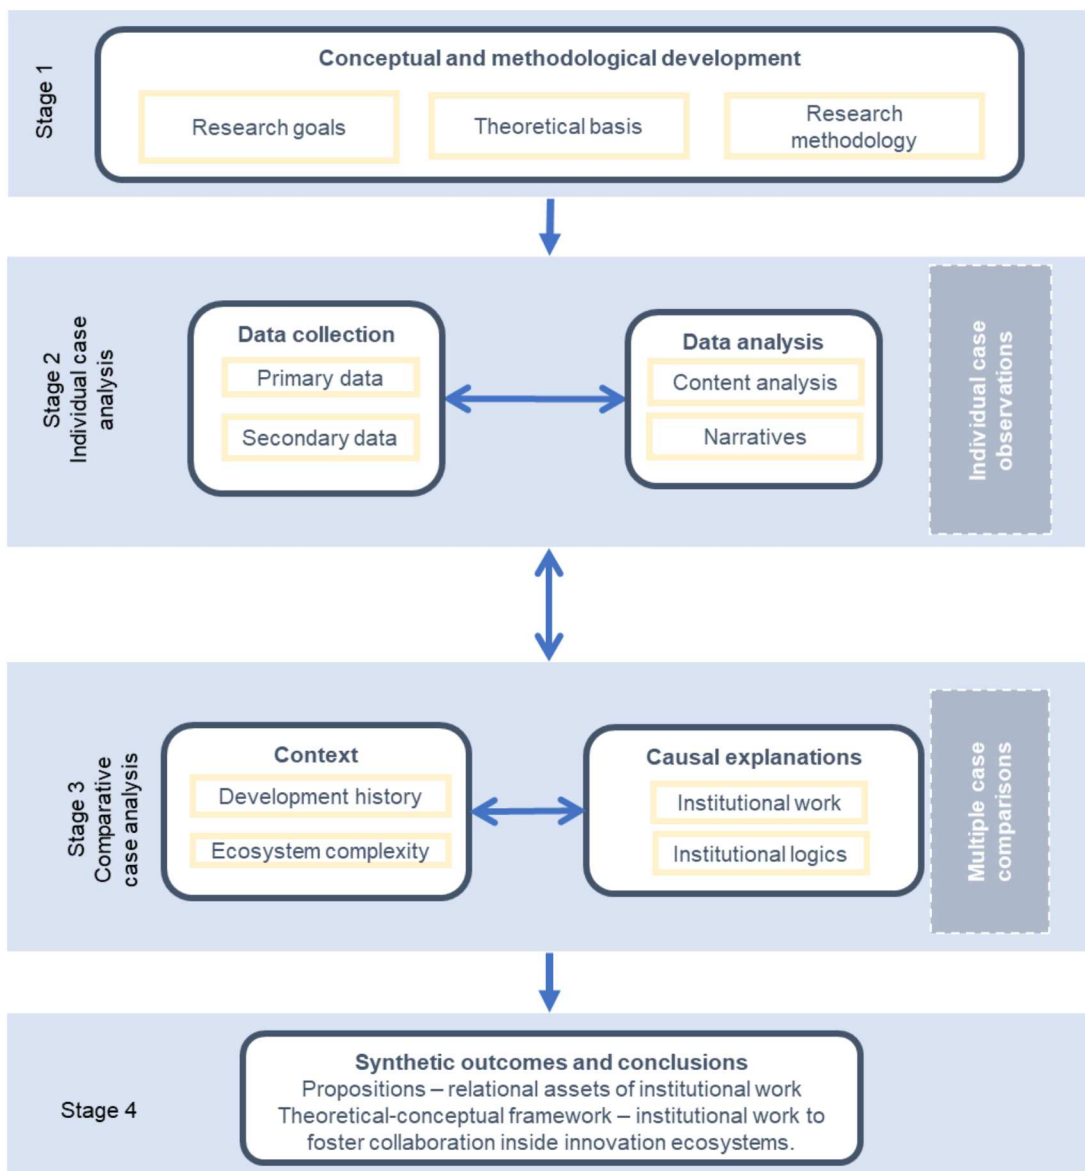 Stage 1
Conceptual and methodological development
Research goals
Theoretical basis
Research
methodology
Stage 2
Individual case
analysis
Data collection
Primary data
Secondary data
Data analysis
Content analysis
Narratives
Individual case
observations
Stage 3
Comparative
case analysis
Context
Development history
Ecosystem complexity
Causal explanations
Institutional work
Institutional logics
Multiple case
comparisons
Stage 4
Synthetic outcomes and conclusions
Propositions – relational assets of institutional work
Theoretical-conceptual framework – institutional work to
foster collaboration inside innovation ecosystems.